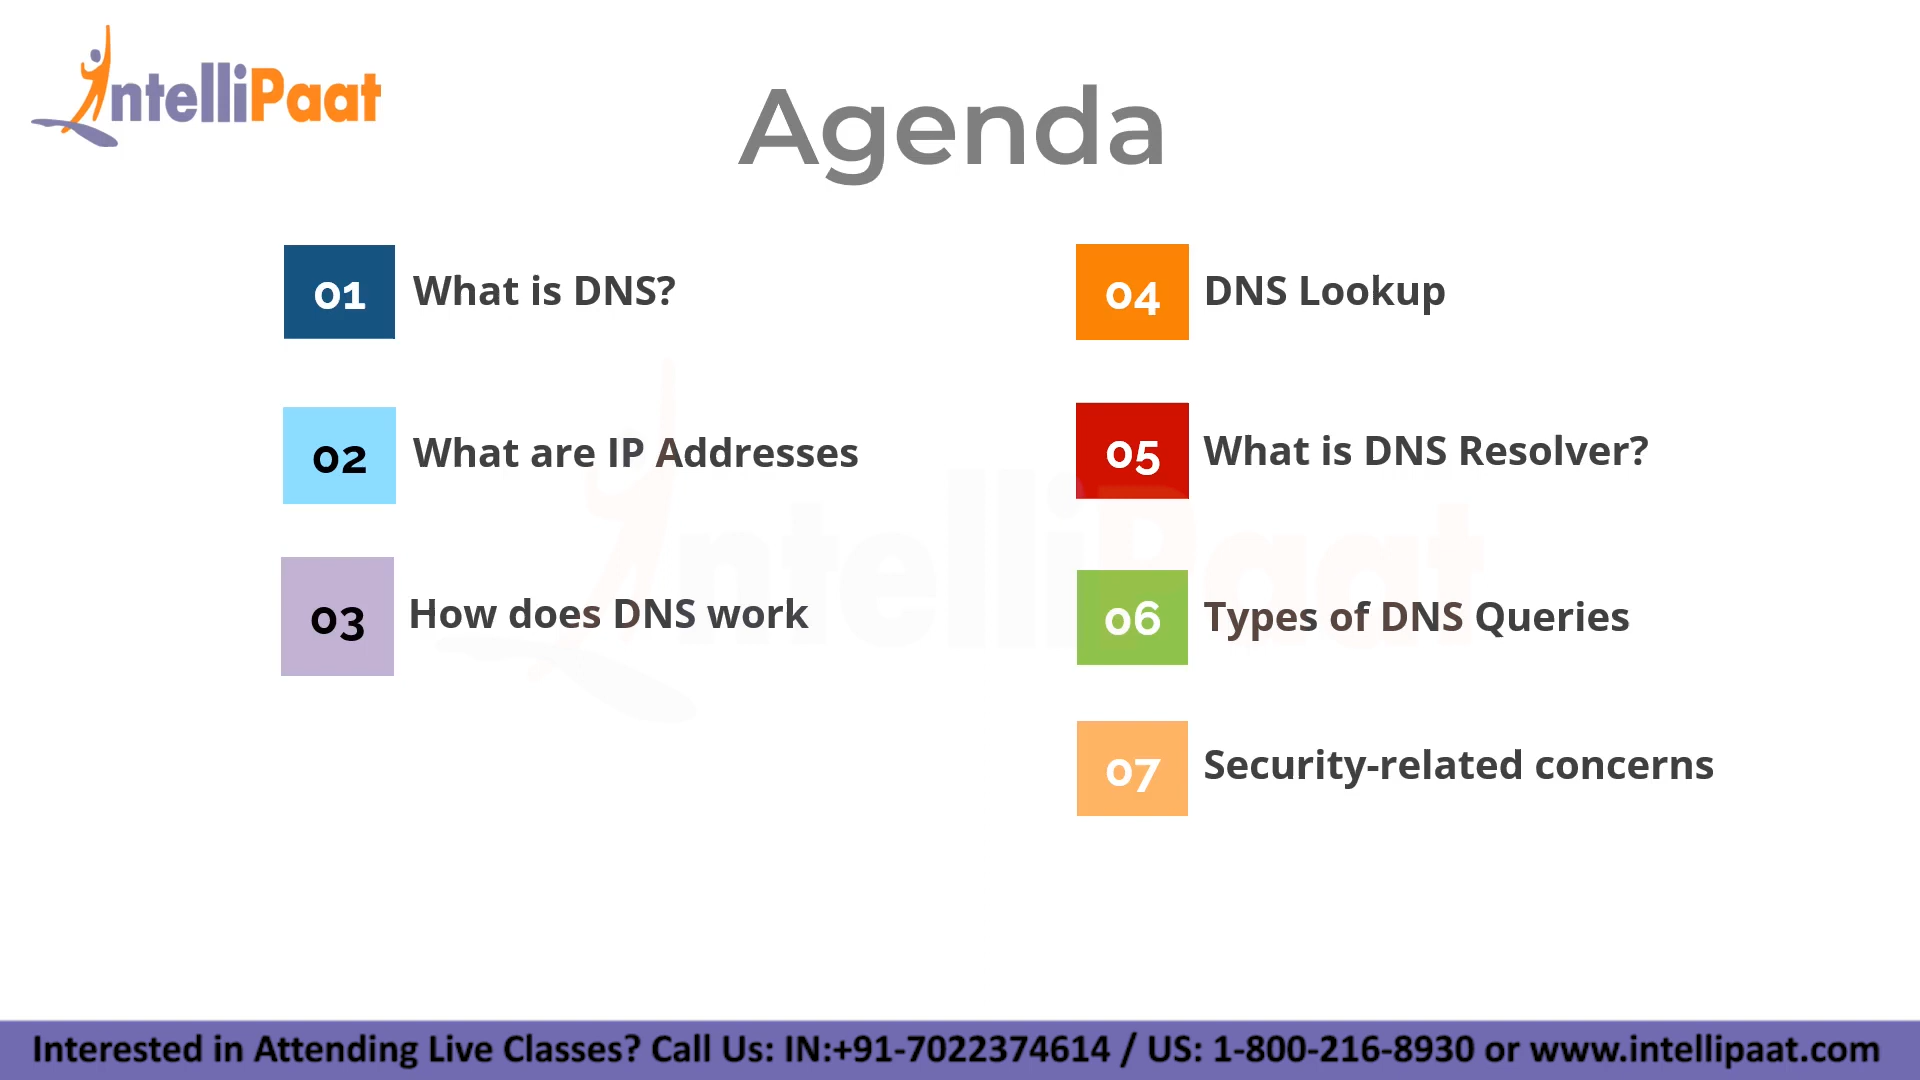 IntelliPaat
Agenda
01 What is DNS?
02 What are IP Addresses
03 How does DNS work
04 DNS Lookup
05 What is DNS Resolver?
06 Types of DNS Queries
07 Security-related concerns
IntelliPaat
Interested in Attending Live Classes? Call Us: IN:+91-7022374614 / US: 1-800-216-8930 or www.intellipaat.com